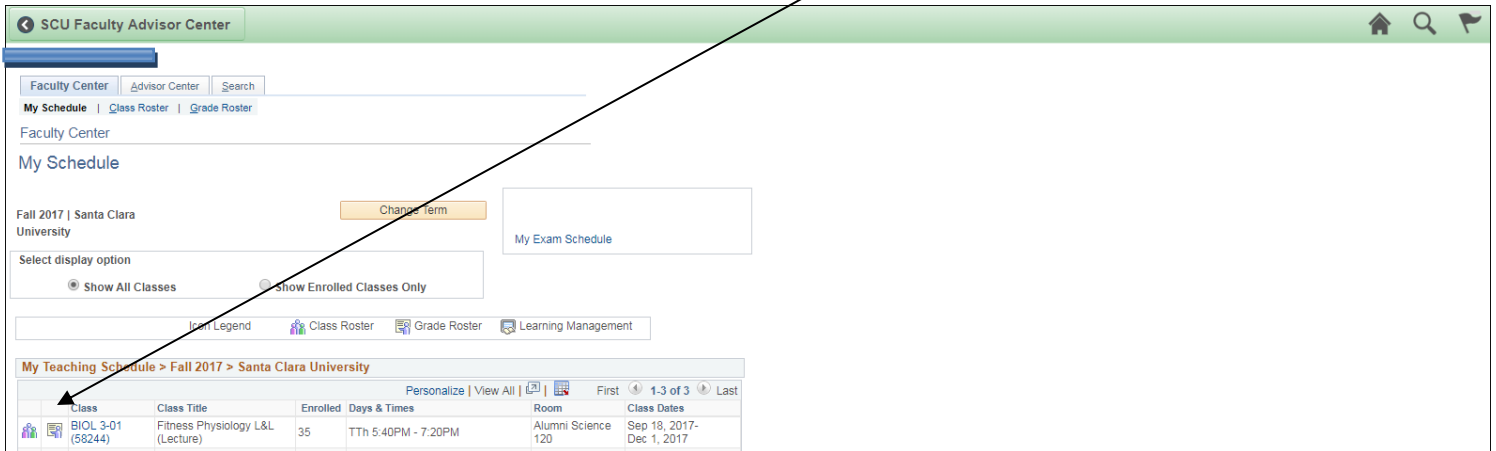 SCU Faculty Advisor Center
Faculty Center Advisor Center Search
My Schedule | Class Roster | Grade Roster
Faculty Center
My Schedule
Fall 2017 | Santa Clara
University
Change Term
My Exam Schedule
Select display option
Show All Classes Show Enrolled Classes Only
Icon Legend Class Roster Grade Roster Learning Management
My Teaching Schedule > Fall 2017 > Santa Clara University
Personalize | View All | | First 1-3 of 3 Last
Class Class Title Enrolled Days & Times Room Class Dates
BIOL 3-01 Fitness Physiology L&L 35 TTh 5:40PM - 7:20PM Alumni Science Sep 18, 2017-
(58244) (Lecture) 120 Dec 1, 2017